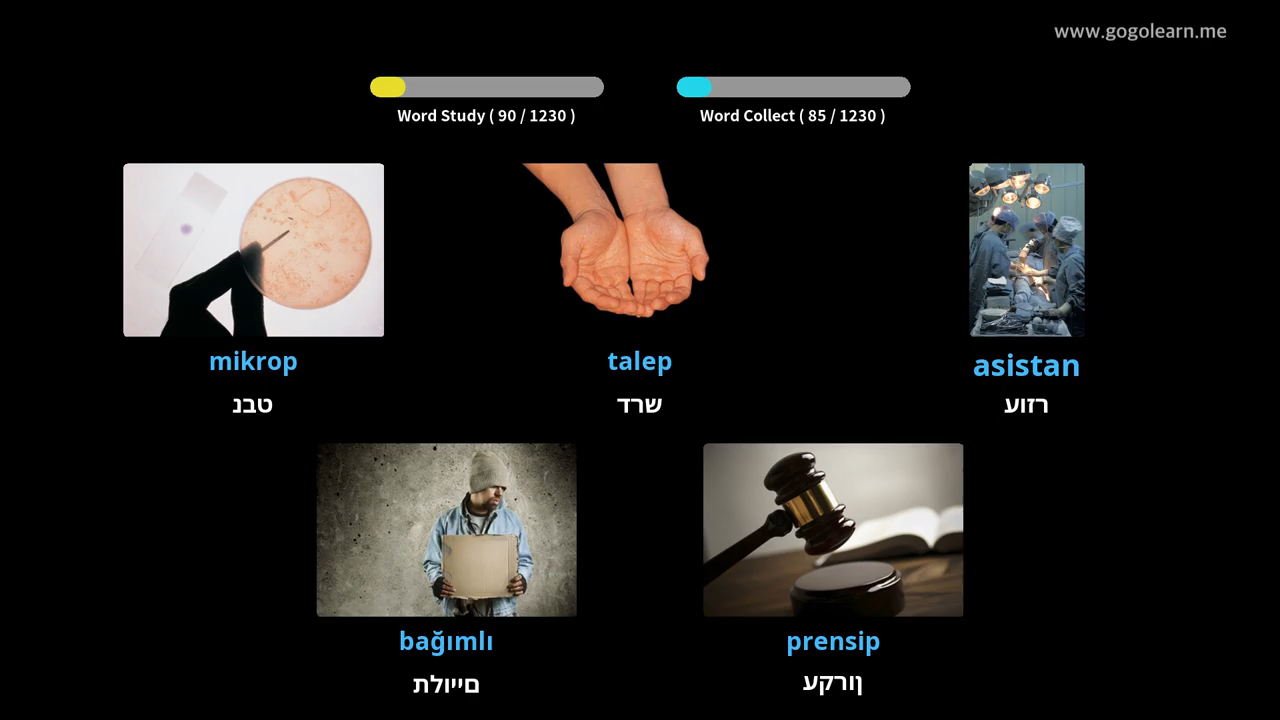 www.gogolearn.me
Word Study ( 90 / 1230 )
Word Collect ( 85 / 1230 )
mikrop
טבנ
talep
שרד
asistan
רזוע
bağımlı
םייולת
prensip
ןורקע